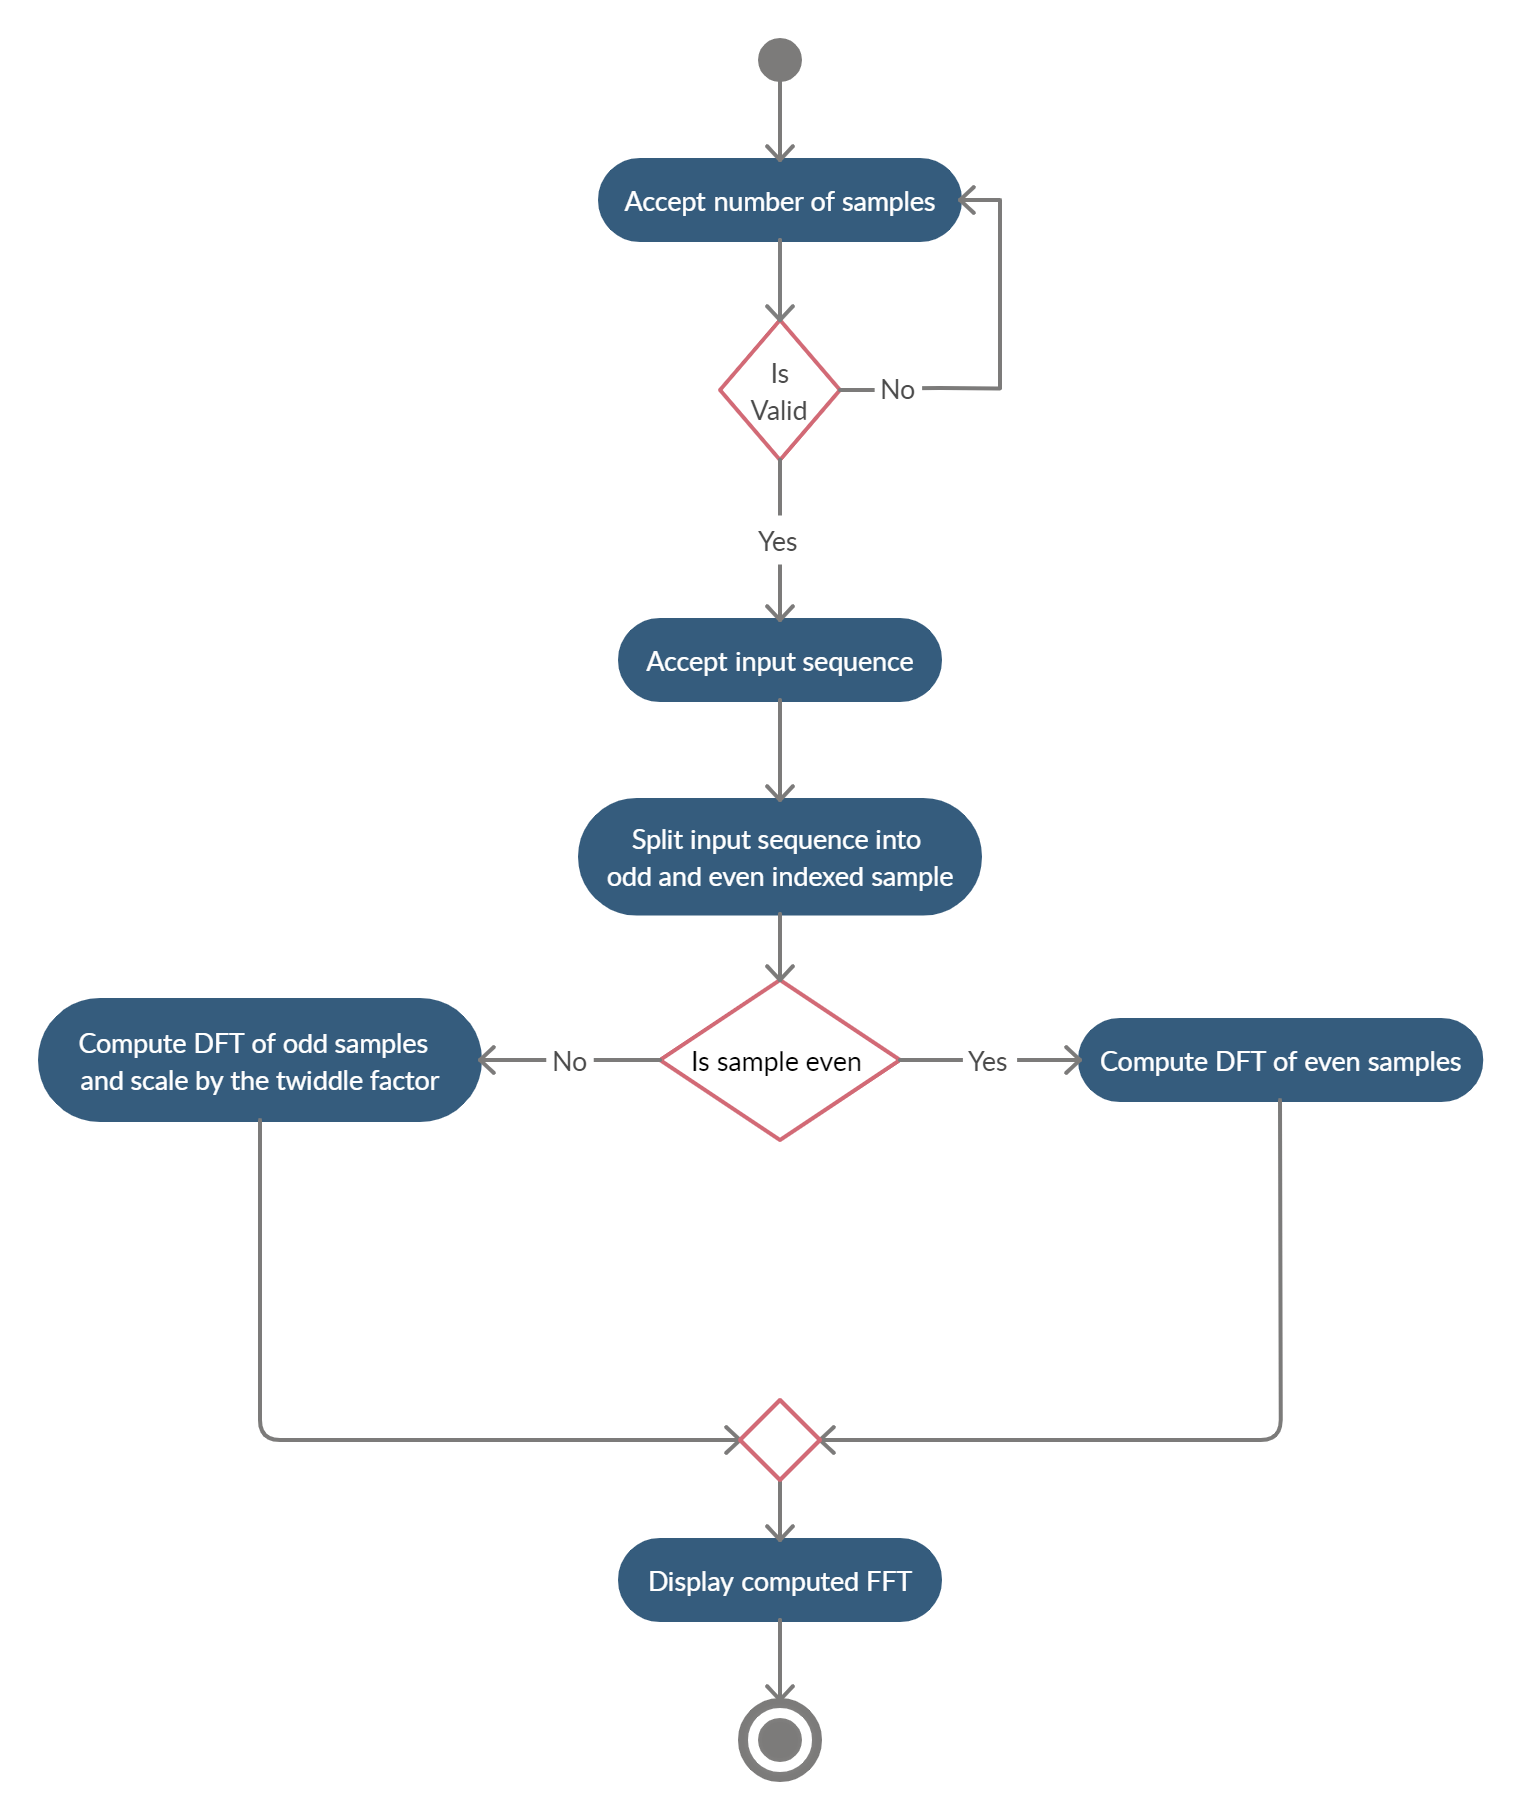 Accept number of samples
Is
Valid
No
Yes
Accept input sequence
Split input sequence into
odd and even indexed sample
Compute DFT of odd samples
and scale by the twiddle factor
No
Is sample even
Yes
Compute DFT of even samples
Display computed FFT